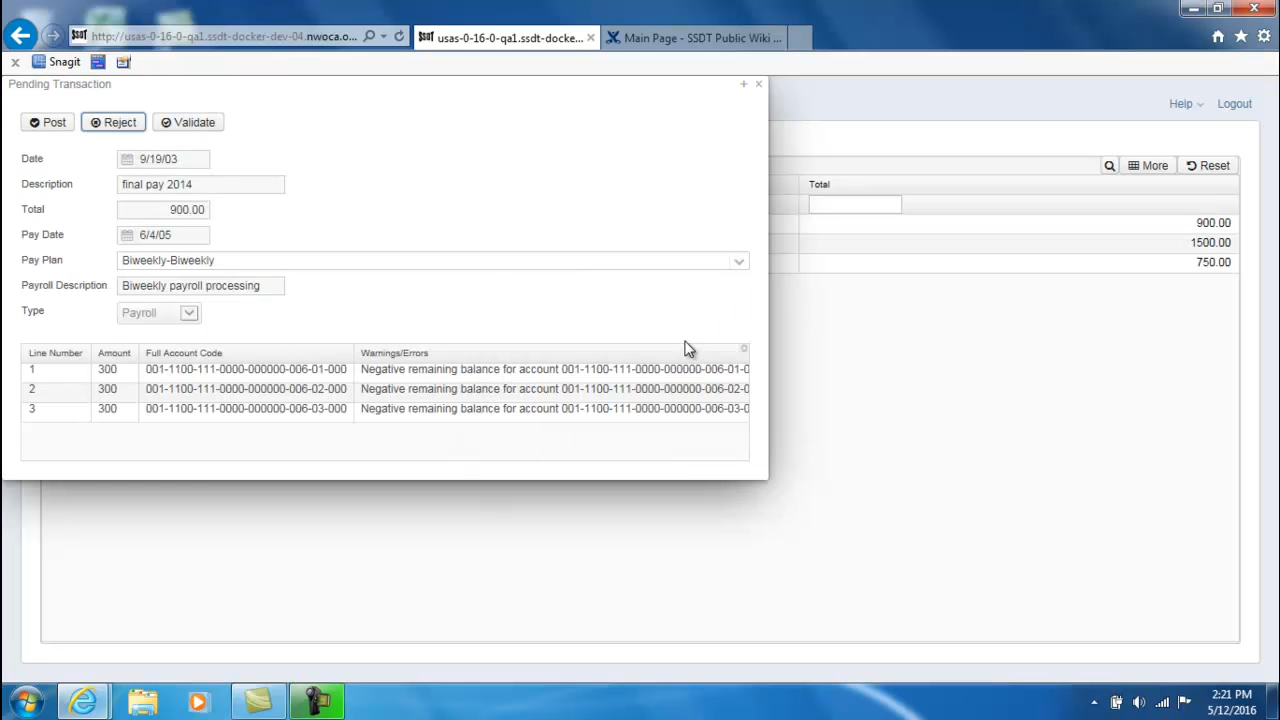 SSDT http://usas-0-16-0-qa1.ssdt-docker-dev-04.nwoca.o... SSDT usas-0-16-0-qa1.ssdt-docke... Main Page - SSDT Public Wiki ...
x Snagit
Pending Transaction
Help Logout
Post Reject Validate
Date 9/19/03
More Reset
Description final pay 2014
Total
Total 900.00
900.00
Pay Date 6/4/05
1500.00
Pay Plan Biweekly-Biweekly
750.00
Payroll Description Biweekly payroll processing
Type Payroll
Line Number Amount Full Account Code Warnings/Errors
1 300 001-1100-111-0000-000000-006-01-000 Negative remaining balance for account 001-1100-111-0000-000000-006-01-0
2 300 001-1100-111-0000-000000-006-02-000 Negative remaining balance for account 001-1100-111-0000-000000-006-02-0
3 300 001-1100-111-0000-000000-006-03-000 Negative remaining balance for account 001-1100-111-0000-000000-006-03-0
2:21 PM
5/12/2016